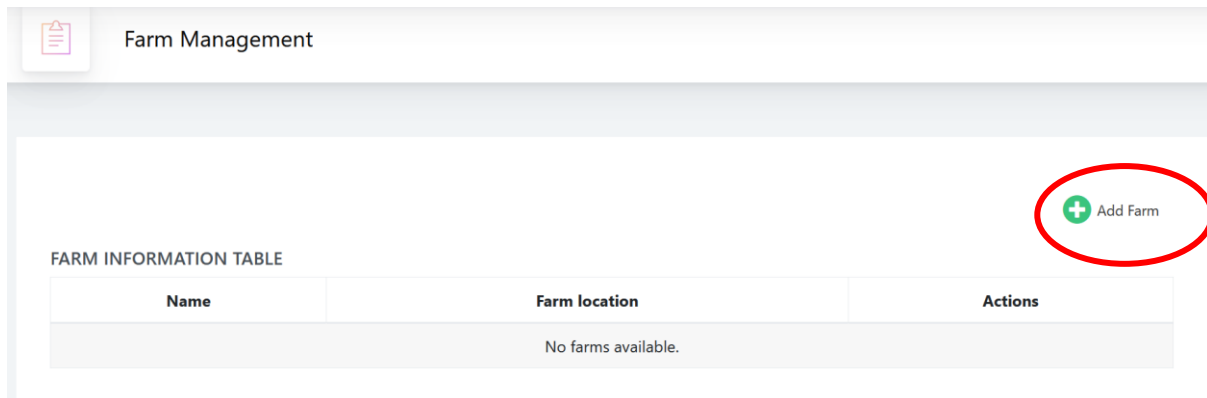 Farm Management
Add Farm
FARM INFORMATION TABLE
Name Farm location Actions
No farms available.